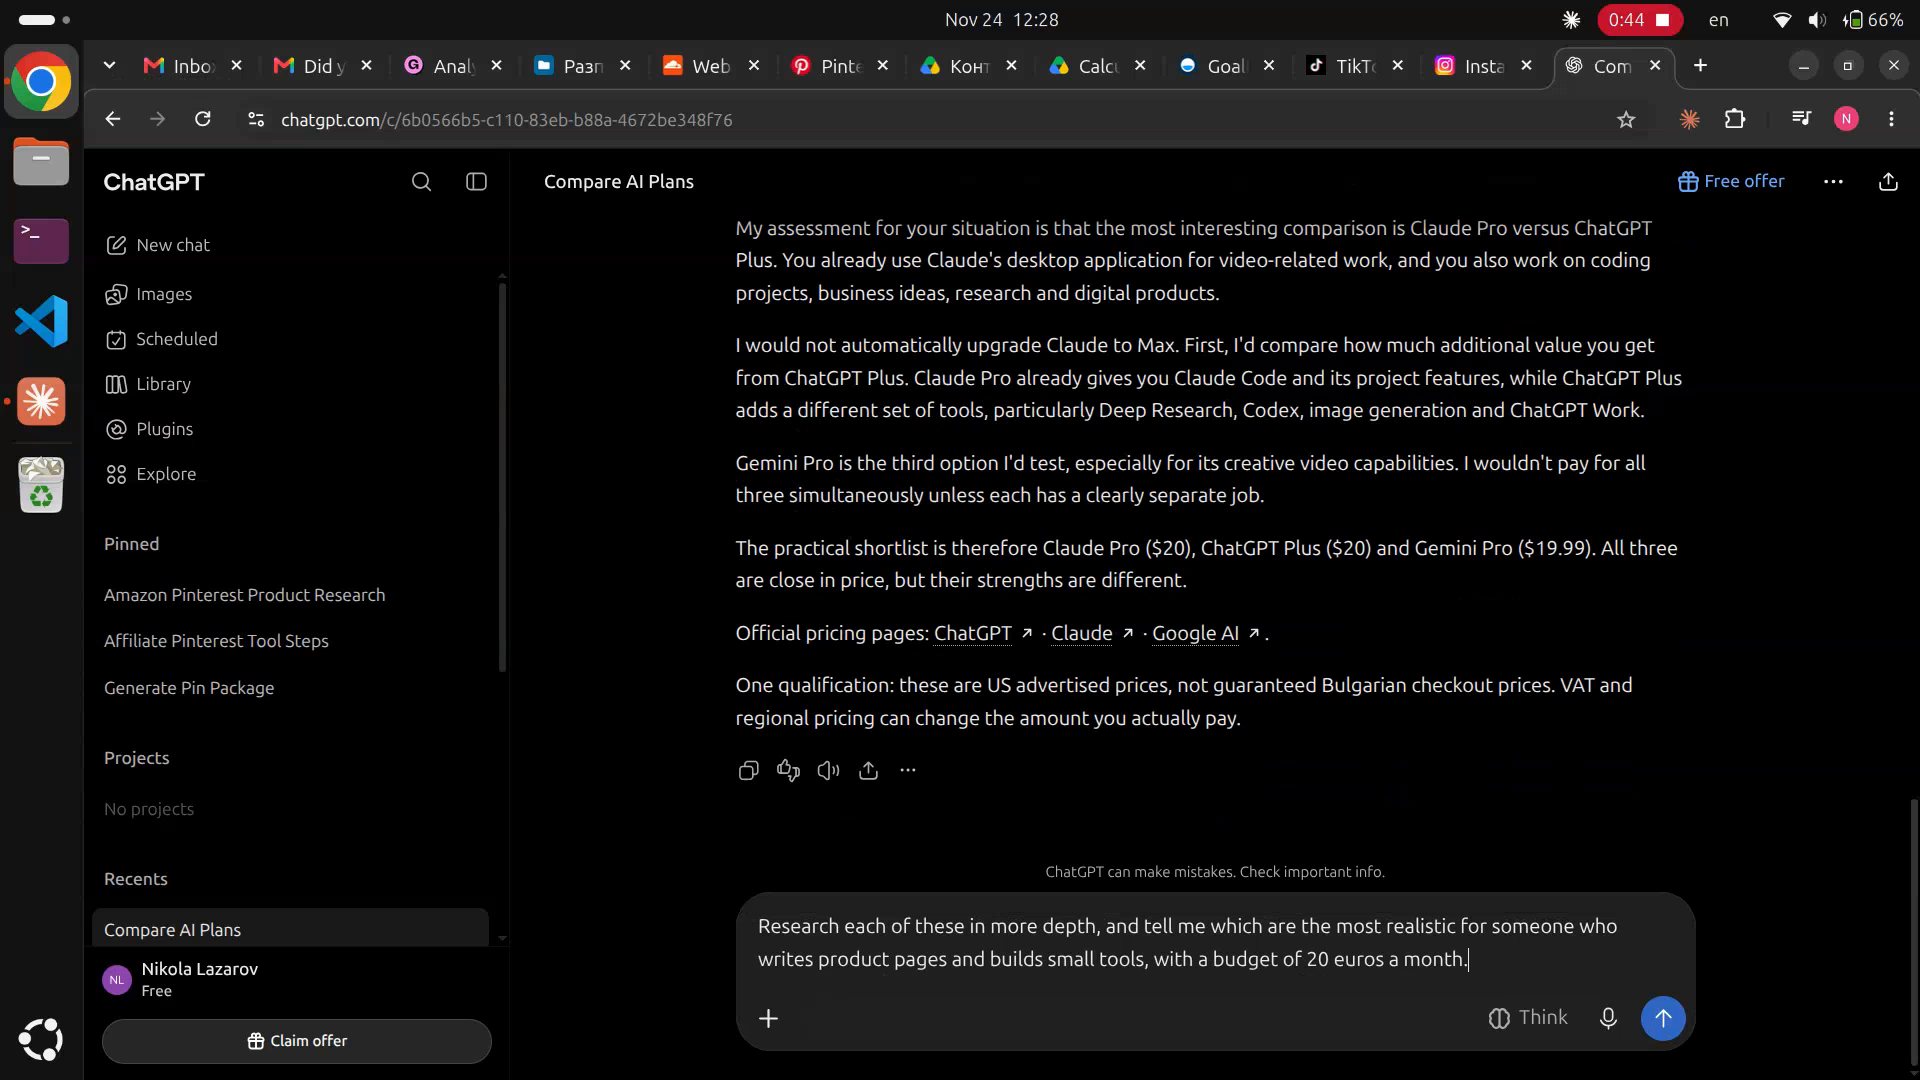 Nov 24 12:28
0:44
en
66%
Inbo
Did y
Analy
Разп
Web
Pinte
Конт
Calcu
Goal
TikTo
Insta
Com
chatgpt.com/c/6b0566b5-c110-83eb-b88a-4672be348f76
N
ChatGPT
New chat
Images
Scheduled
Library
Plugins
Explore
Pinned
Amazon Pinterest Product Research
Affiliate Pinterest Tool Steps
Generate Pin Package
Projects
No projects
Recents
Compare AI Plans
NL
Nikola Lazarov
Free
Claim offer
Compare AI Plans
Free offer
My assessment for your situation is that the most interesting comparison is Claude Pro versus ChatGPT
Plus. You already use Claude's desktop application for video-related work, and you also work on coding
projects, business ideas, research and digital products.
I would not automatically upgrade Claude to Max. First, I'd compare how much additional value you get
from ChatGPT Plus. Claude Pro already gives you Claude Code and its project features, while ChatGPT Plus
adds a different set of tools, particularly Deep Research, Codex, image generation and ChatGPT Work.
Gemini Pro is the third option I'd test, especially for its creative video capabilities. I wouldn't pay for all
three simultaneously unless each has a clearly separate job.
The practical shortlist is therefore Claude Pro ($20), ChatGPT Plus ($20) and Gemini Pro ($19.99). All three
are close in price, but their strengths are different.
Official pricing pages: ChatGPT ↗ · Claude ↗ · Google AI ↗ .
One qualification: these are US advertised prices, not guaranteed Bulgarian checkout prices. VAT and
regional pricing can change the amount you actually pay.
ChatGPT can make mistakes. Check important info.
Research each of these in more depth, and tell me which are the most realistic for someone who
writes product pages and builds small tools, with a budget of 20 euros a month.
Think